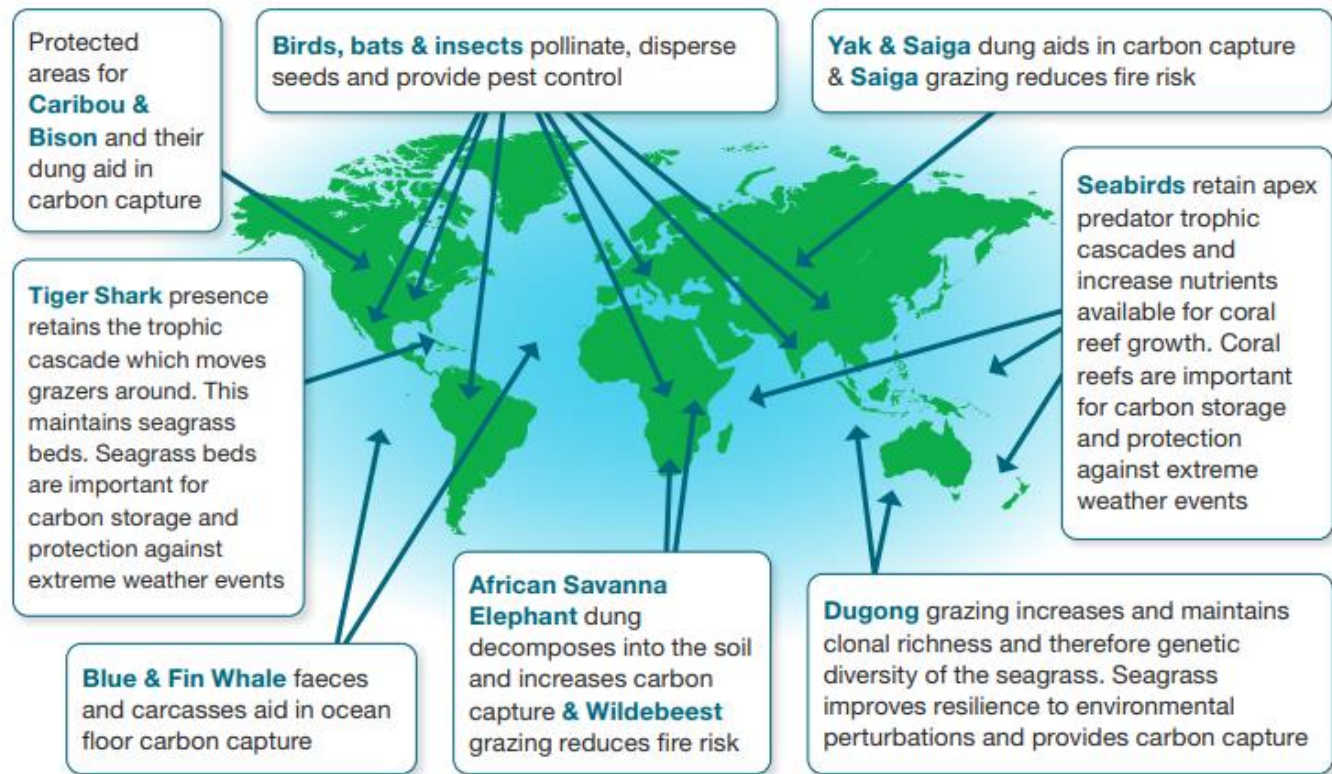 Protected
areas for
Caribou &
Bison and their
dung aid in
carbon capture
Birds, bats & insects pollinate, disperse
seeds and provide pest control
Yak & Saiga dung aids in carbon capture
& Saiga grazing reduces fire risk
Seabirds retain apex
predator trophic
cascades and
increase nutrients
available for coral
reef growth. Coral
reefs are important
for carbon storage
and protection
against extreme
weather events
Tiger Shark presence
retains the trophic
cascade which moves
grazers around. This
maintains seagrass
beds. Seagrass beds
are important for
carbon storage and
protection against
extreme weather events
Blue & Fin Whale faeces
and carcasses aid in ocean
floor carbon capture
African Savanna
Elephant dung
decomposes into the soil
and increases carbon
capture & Wildebeest
grazing reduces fire risk
Dugong grazing increases and maintains
clonal richness and therefore genetic
diversity of the seagrass. Seagrass
improves resilience to environmental
perturbations and provides carbon capture